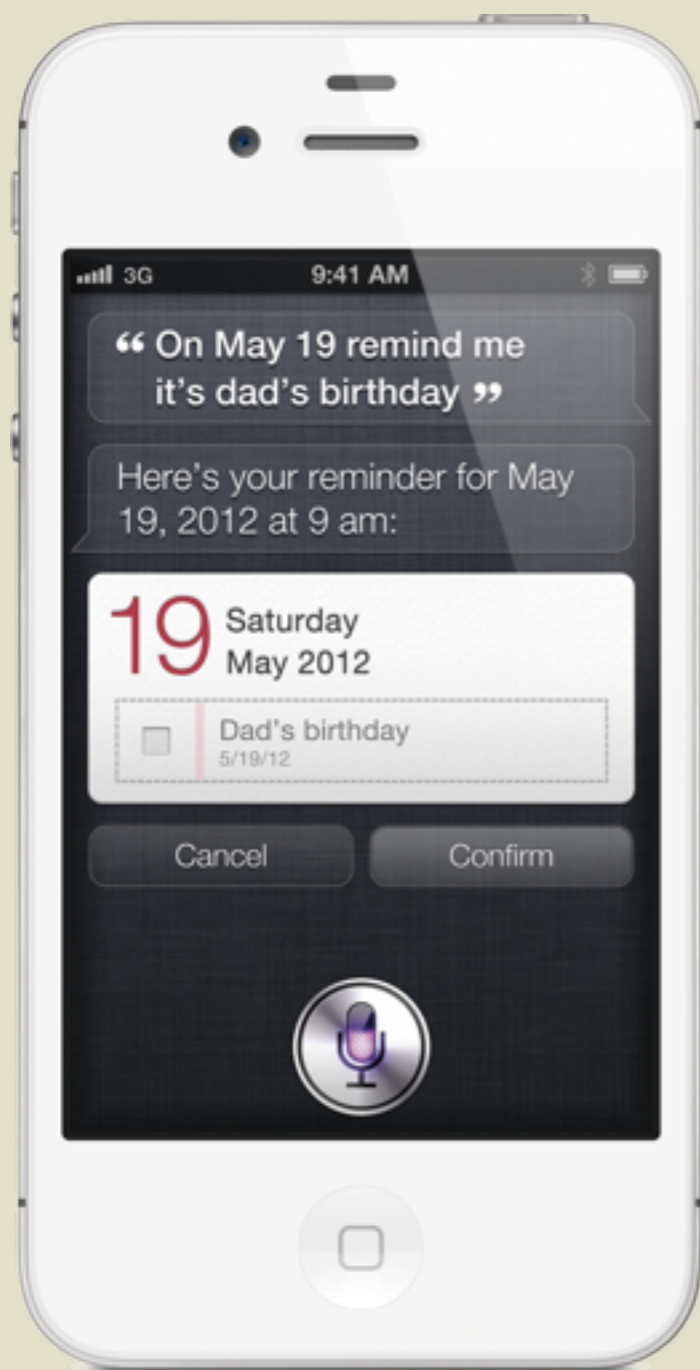 3G 9:41 AM
“ On May 19 remind me
it’s dad’s birthday ”
Here’s your reminder for May
19, 2012 at 9 am:
19 Saturday
May 2012
Dad’s birthday
5/19/12
Cancel Confirm